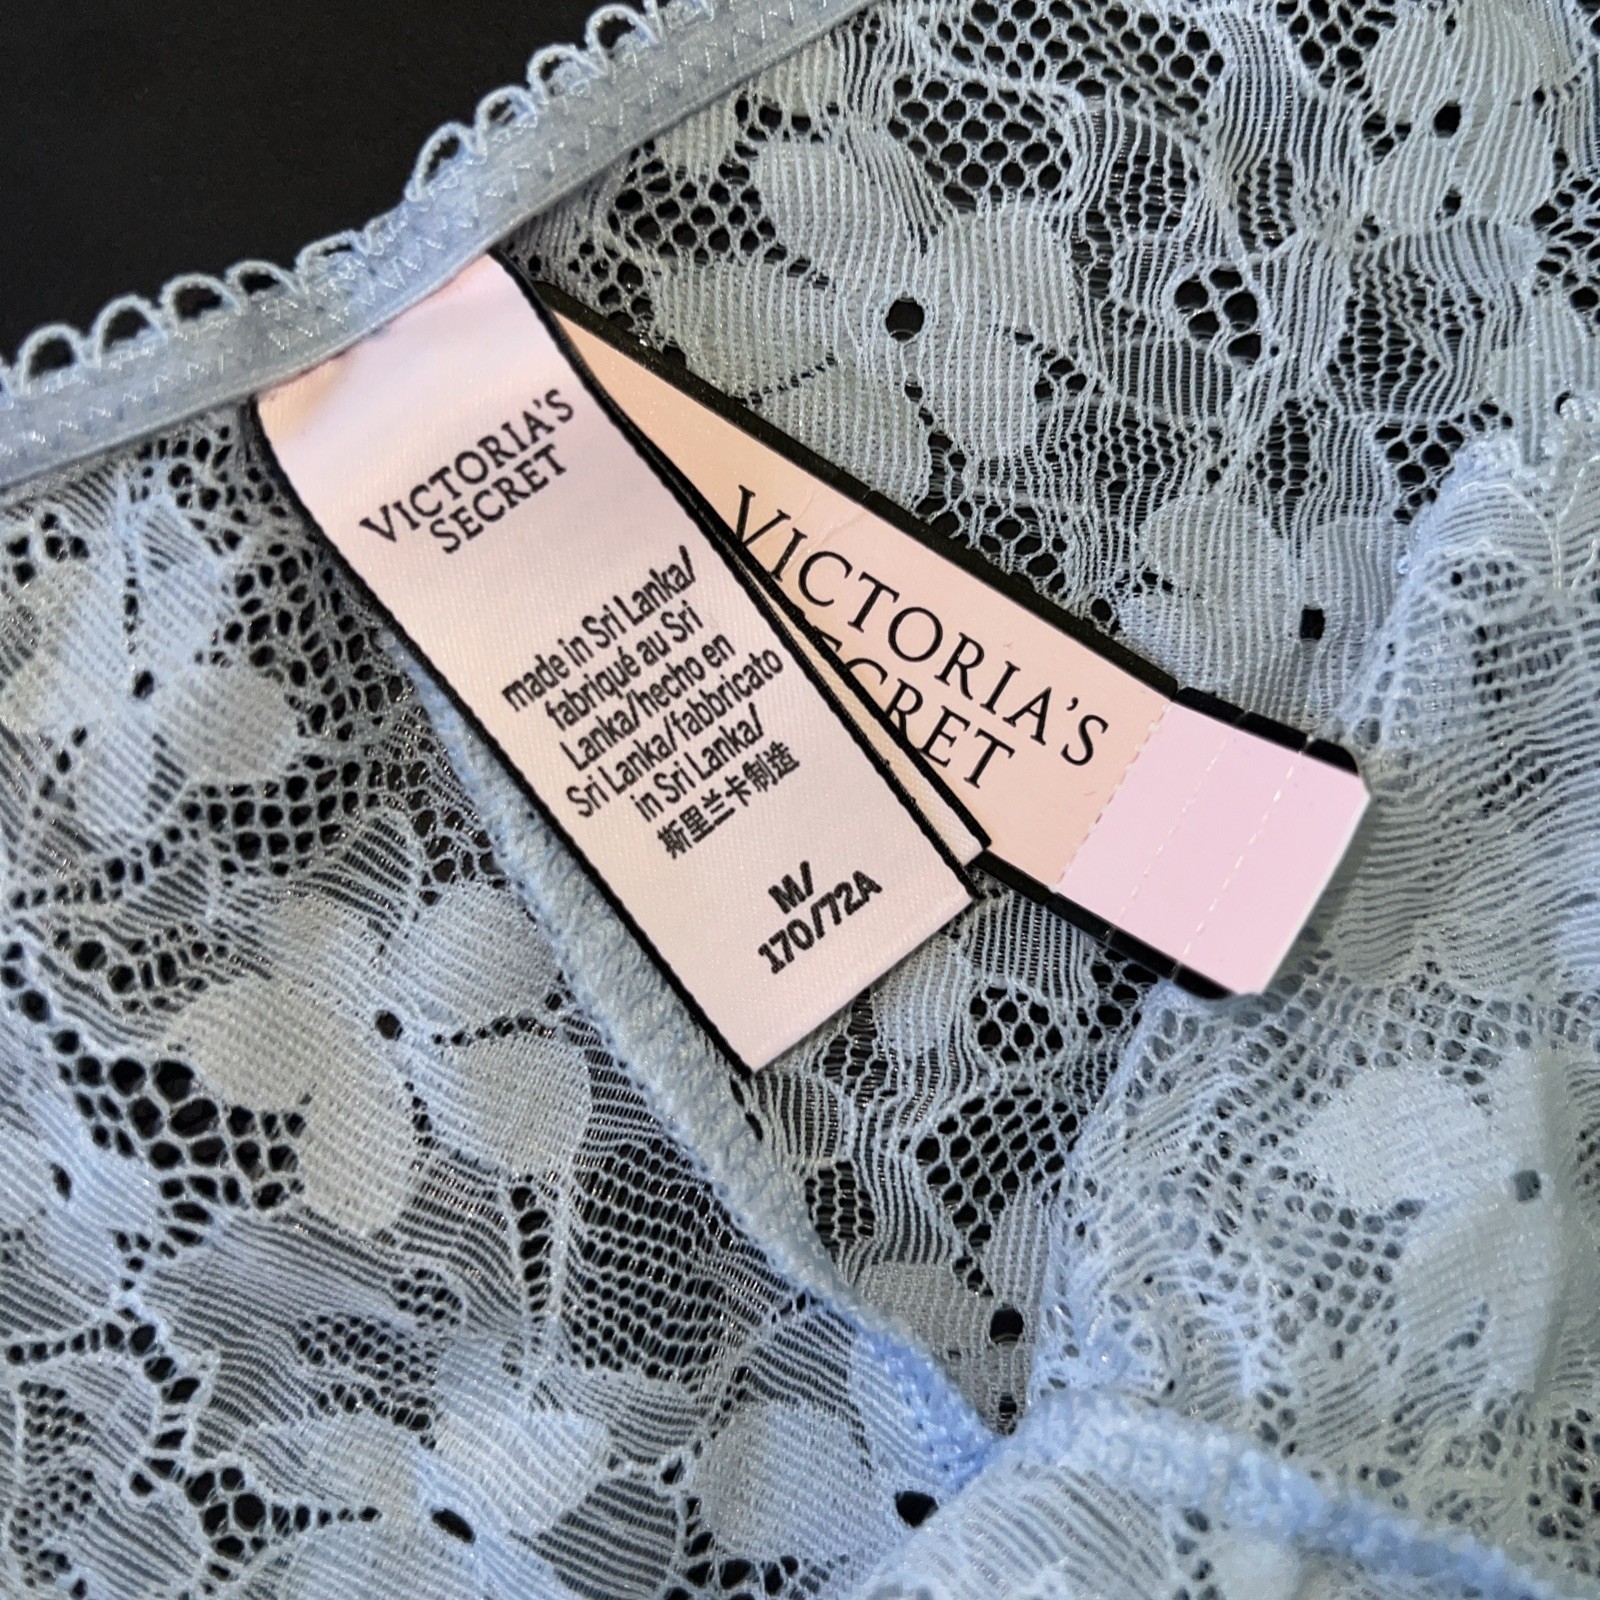 VICTORIA'S
SECRET
made in Sri Lanka/
fabriqué au Sri
Lanka/hecho en
Sri Lanka/fabbricato
in Sri Lanka/
斯里兰卡制造
M/
170/72A
VICTORIA'S
SECRET